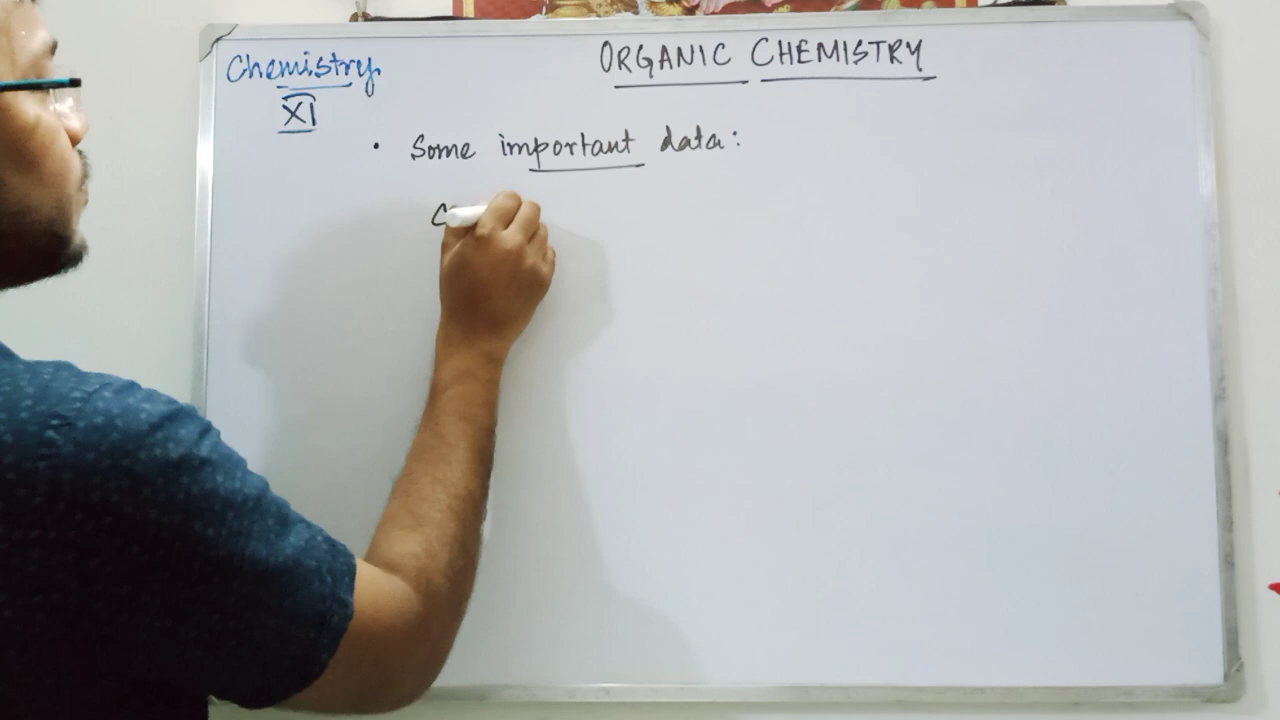 ORGANIC CHEMISTRY
Chemistry
XI
• Some important data:
C